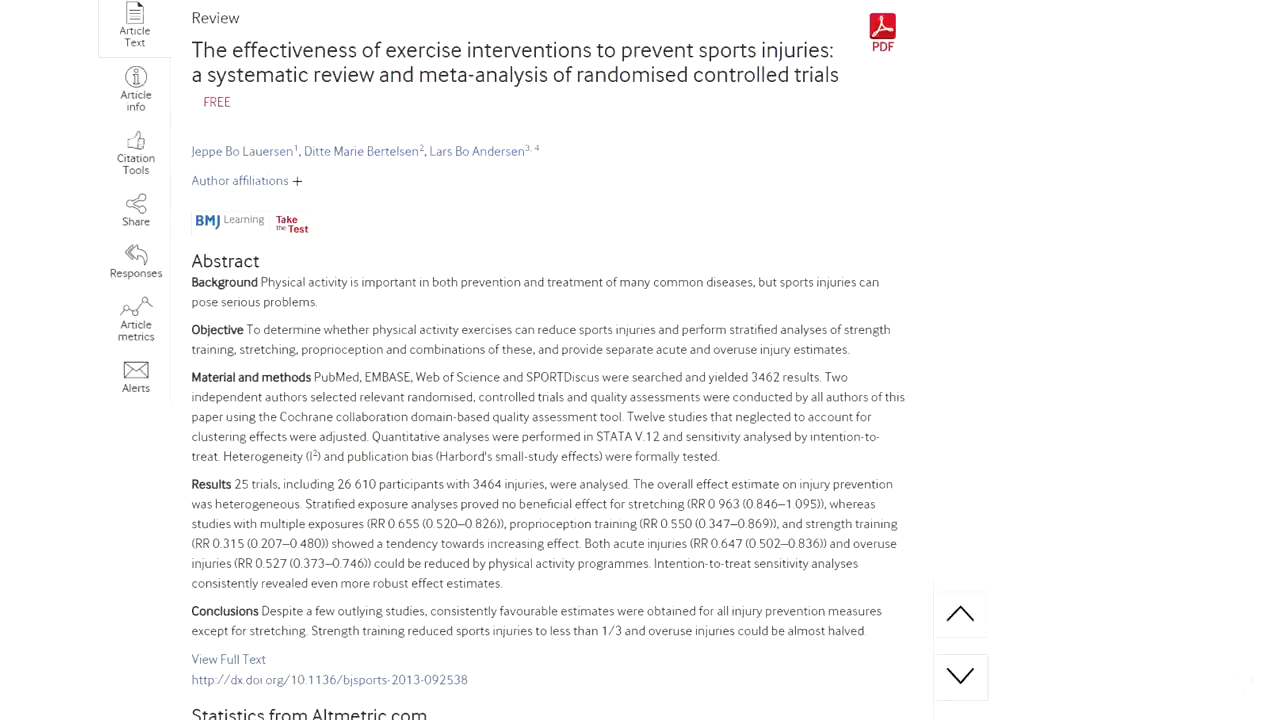 Article
Text
Article
info
Citation
Tools
Share
Responses
Article
metrics
Alerts
Review
The effectiveness of exercise interventions to prevent sports injuries:
a systematic review and meta-analysis of randomised controlled trials
FREE
PDF
Jeppe Bo Lauersen1, Ditte Marie Bertelsen2, Lars Bo Andersen3, 4
Author affiliations +
BMJ Learning Take the Test
Abstract
Background Physical activity is important in both prevention and treatment of many common diseases, but sports injuries can
pose serious problems.
Objective To determine whether physical activity exercises can reduce sports injuries and perform stratified analyses of strength
training, stretching, proprioception and combinations of these, and provide separate acute and overuse injury estimates.
Material and methods PubMed, EMBASE, Web of Science and SPORTDiscus were searched and yielded 3462 results. Two
independent authors selected relevant randomised, controlled trials and quality assessments were conducted by all authors of this
paper using the Cochrane collaboration domain-based quality assessment tool. Twelve studies that neglected to account for
clustering effects were adjusted. Quantitative analyses were performed in STATA V.12 and sensitivity analysed by intention-to-
treat. Heterogeneity (I2) and publication bias (Harbord's small-study effects) were formally tested.
Results 25 trials, including 26 610 participants with 3464 injuries, were analysed. The overall effect estimate on injury prevention
was heterogeneous. Stratified exposure analyses proved no beneficial effect for stretching (RR 0.963 (0.846–1.095)), whereas
studies with multiple exposures (RR 0.655 (0.520–0.826)), proprioception training (RR 0.550 (0.347–0.869)), and strength training
(RR 0.315 (0.207–0.480)) showed a tendency towards increasing effect. Both acute injuries (RR 0.647 (0.502–0.836)) and overuse
injuries (RR 0.527 (0.373–0.746)) could be reduced by physical activity programmes. Intention-to-treat sensitivity analyses
consistently revealed even more robust effect estimates.
Conclusions Despite a few outlying studies, consistently favourable estimates were obtained for all injury prevention measures
except for stretching. Strength training reduced sports injuries to less than 1/3 and overuse injuries could be almost halved.
View Full Text
http://dx.doi.org/10.1136/bjsports-2013-092538
Statistics from Altmetric.com